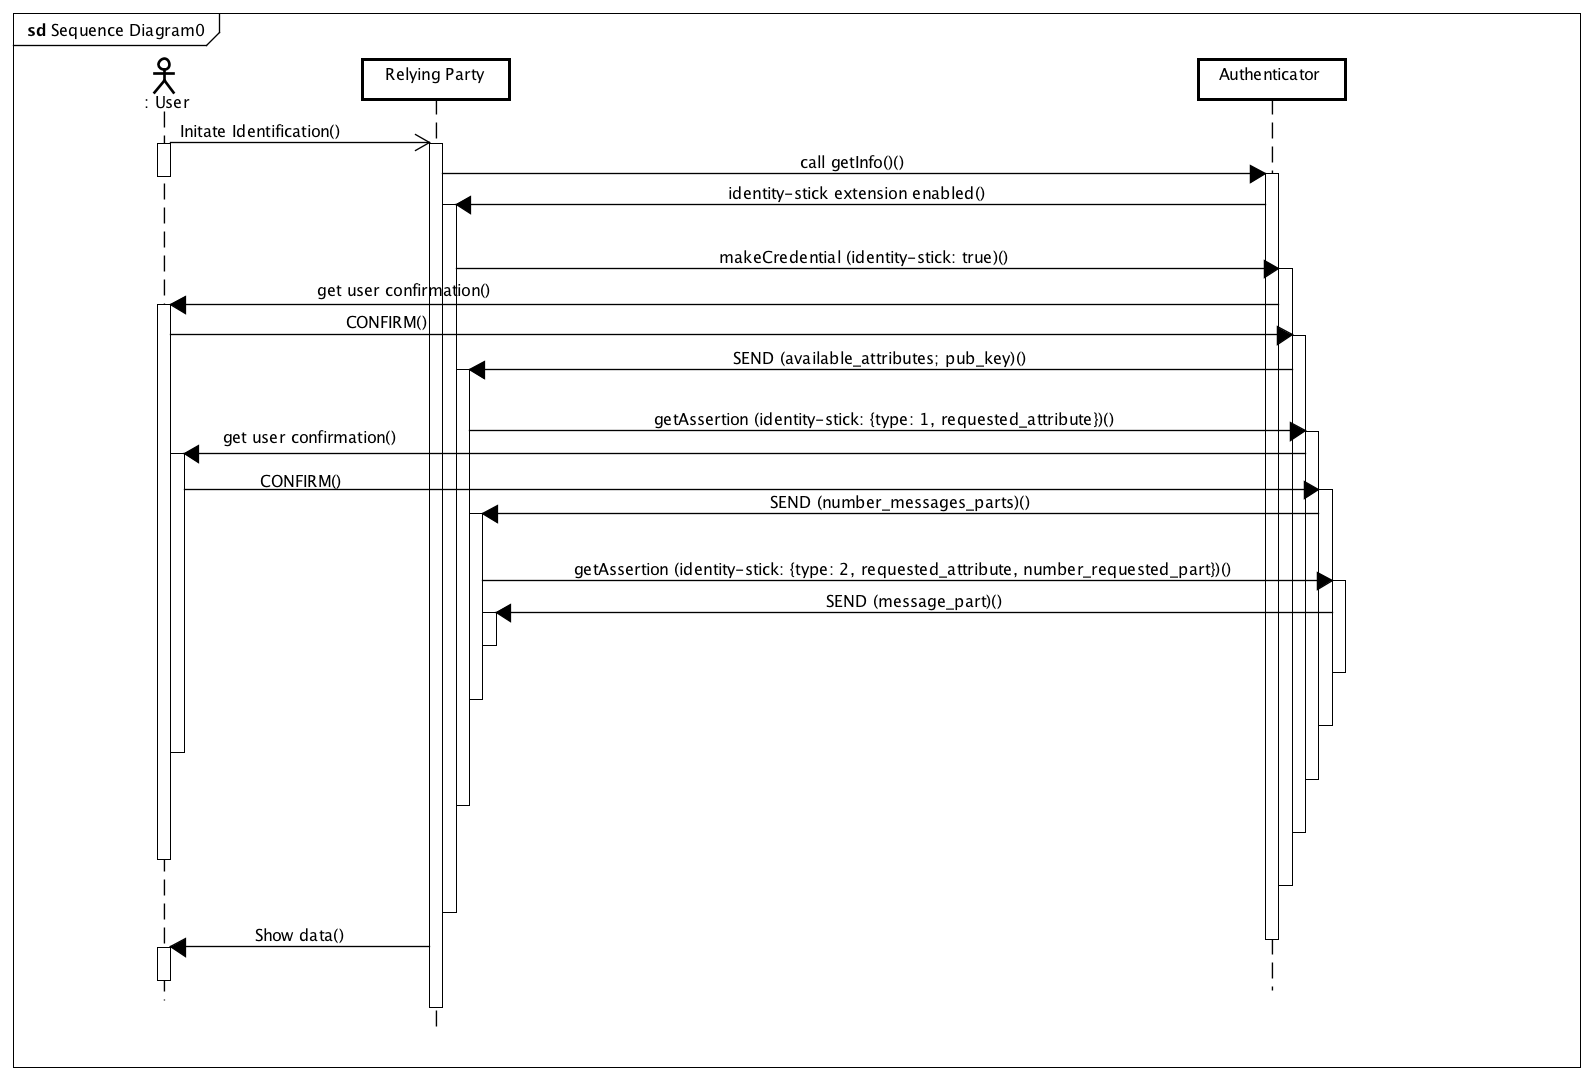 sd Sequence Diagram0
: User
Relying Party
Authenticator
Initate Identification()
call getInfo()()
identity-stick extension enabled()
makeCredential (identity-stick: true)()
get user confirmation()
CONFIRM()
SEND (available_attributes; pub_key)()
getAssertion (identity-stick: {type: 1, requested_attribute})()
get user confirmation()
CONFIRM()
SEND (number_messages_parts)()
getAssertion (identity-stick: {type: 2, requested_attribute, number_requested_part})()
SEND (message_part)()
Show data()